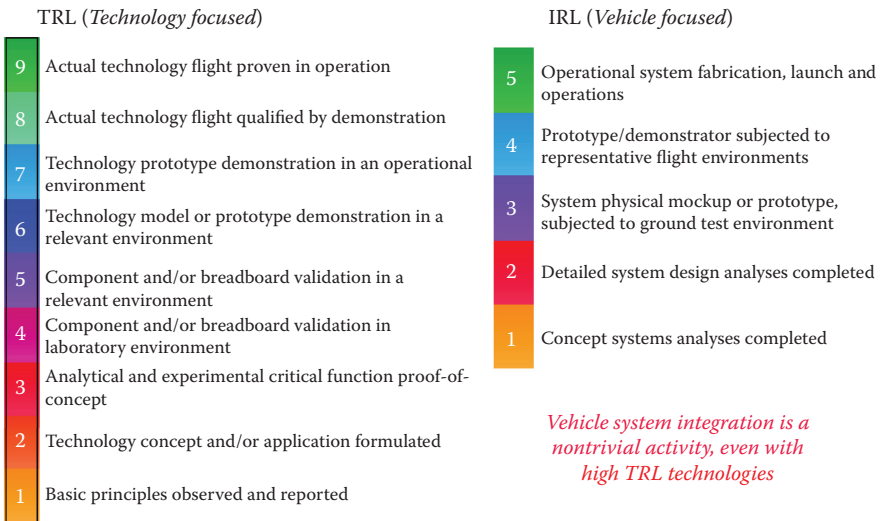 TRL (Technology focused)
9 Actual technology flight proven in operation
8 Actual technology flight qualified by demonstration
7 Technology prototype demonstration in an operational
environment
6 Technology model or prototype demonstration in a
relevant environment
5 Component and/or breadboard validation in a
relevant environment
4 Component and/or breadboard validation in
laboratory environment
3 Analytical and experimental critical function proof-of-
concept
2 Technology concept and/or application formulated
1 Basic principles observed and reported
IRL (Vehicle focused)
5 Operational system fabrication, launch and
operations
4 Prototype/demonstrator subjected to
representative flight environments
3 System physical mockup or prototype,
subjected to ground test environment
2 Detailed system design analyses completed
1 Concept systems analyses completed
Vehicle system integration is a
nontrivial activity, even with
high TRL technologies